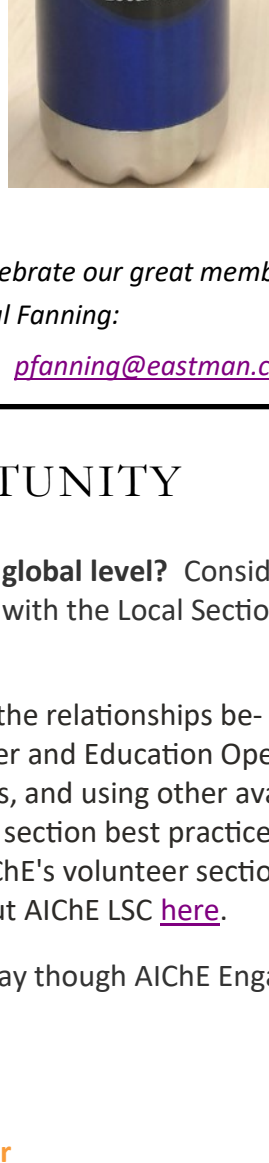 ebrate our great memb
l Fanning:
pfanning@eastman.c
TUNITY
global level? Consid
with the Local Sectio
the relationships be-
er and Education Ope
s, and using other ava
section best practice
ChE's volunteer sectio
ut AIChE LSC here.
ay though AIChE Enga
r